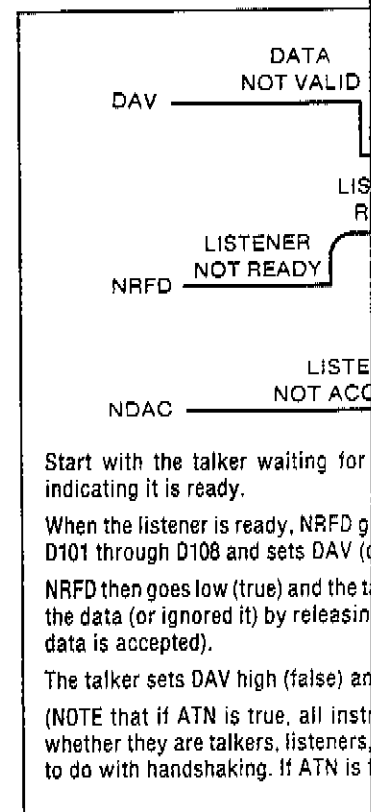 DATA
NOT VALID
DAV
LIS
R
LISTENER
NOT READY
NRFD
LISTE
NOT ACC
NDAC
Start with the talker waiting for
indicating it is ready.
When the listener is ready, NRFD g
D101 through D108 and sets DAV (
NRFD then goes low (true) and the t
the data (or ignored it) by releasin
data is accepted).
The talker sets DAV high (false) an
(NOTE that if ATN is true, all instr
whether they are talkers, listeners,
to do with handshaking. If ATN is